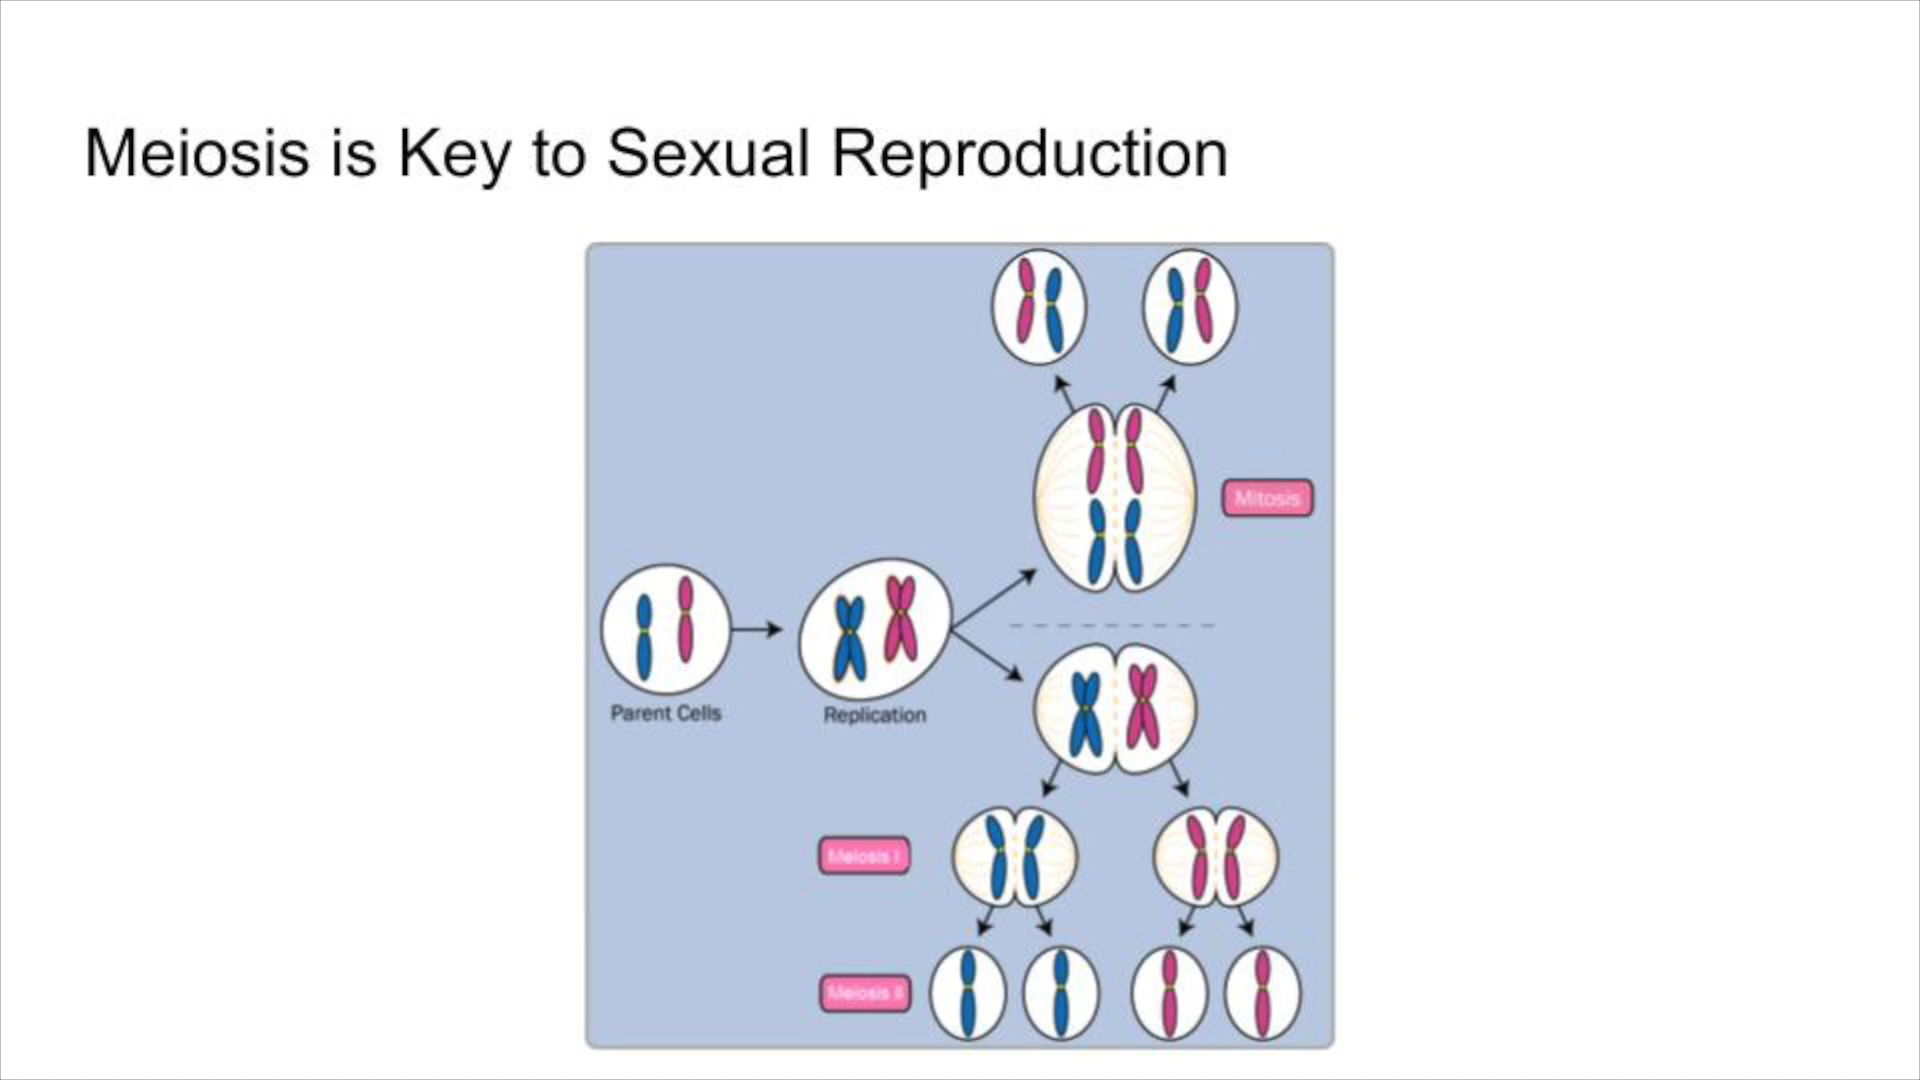 Meiosis is Key to Sexual Reproduction
Mitosis
Parent Cells
Replication
Meiosis I
Meiosis II